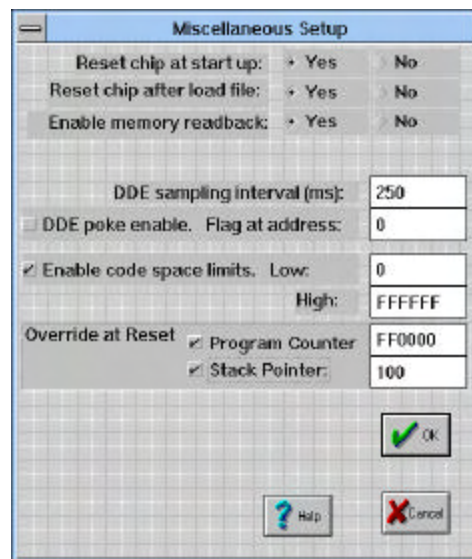 Miscellaneous Setup
Reset chip at start up: Yes No
Reset chip after load file: Yes No
Enable memory readback: Yes No
DDE sampling interval (ms): 250
DDE poke enable. Flag at address: 0
Enable code space limits. Low: 0
High: FFFFFF
Override at Reset Program Counter FF0000
Stack Pointer: 100
OK
Help Cancel